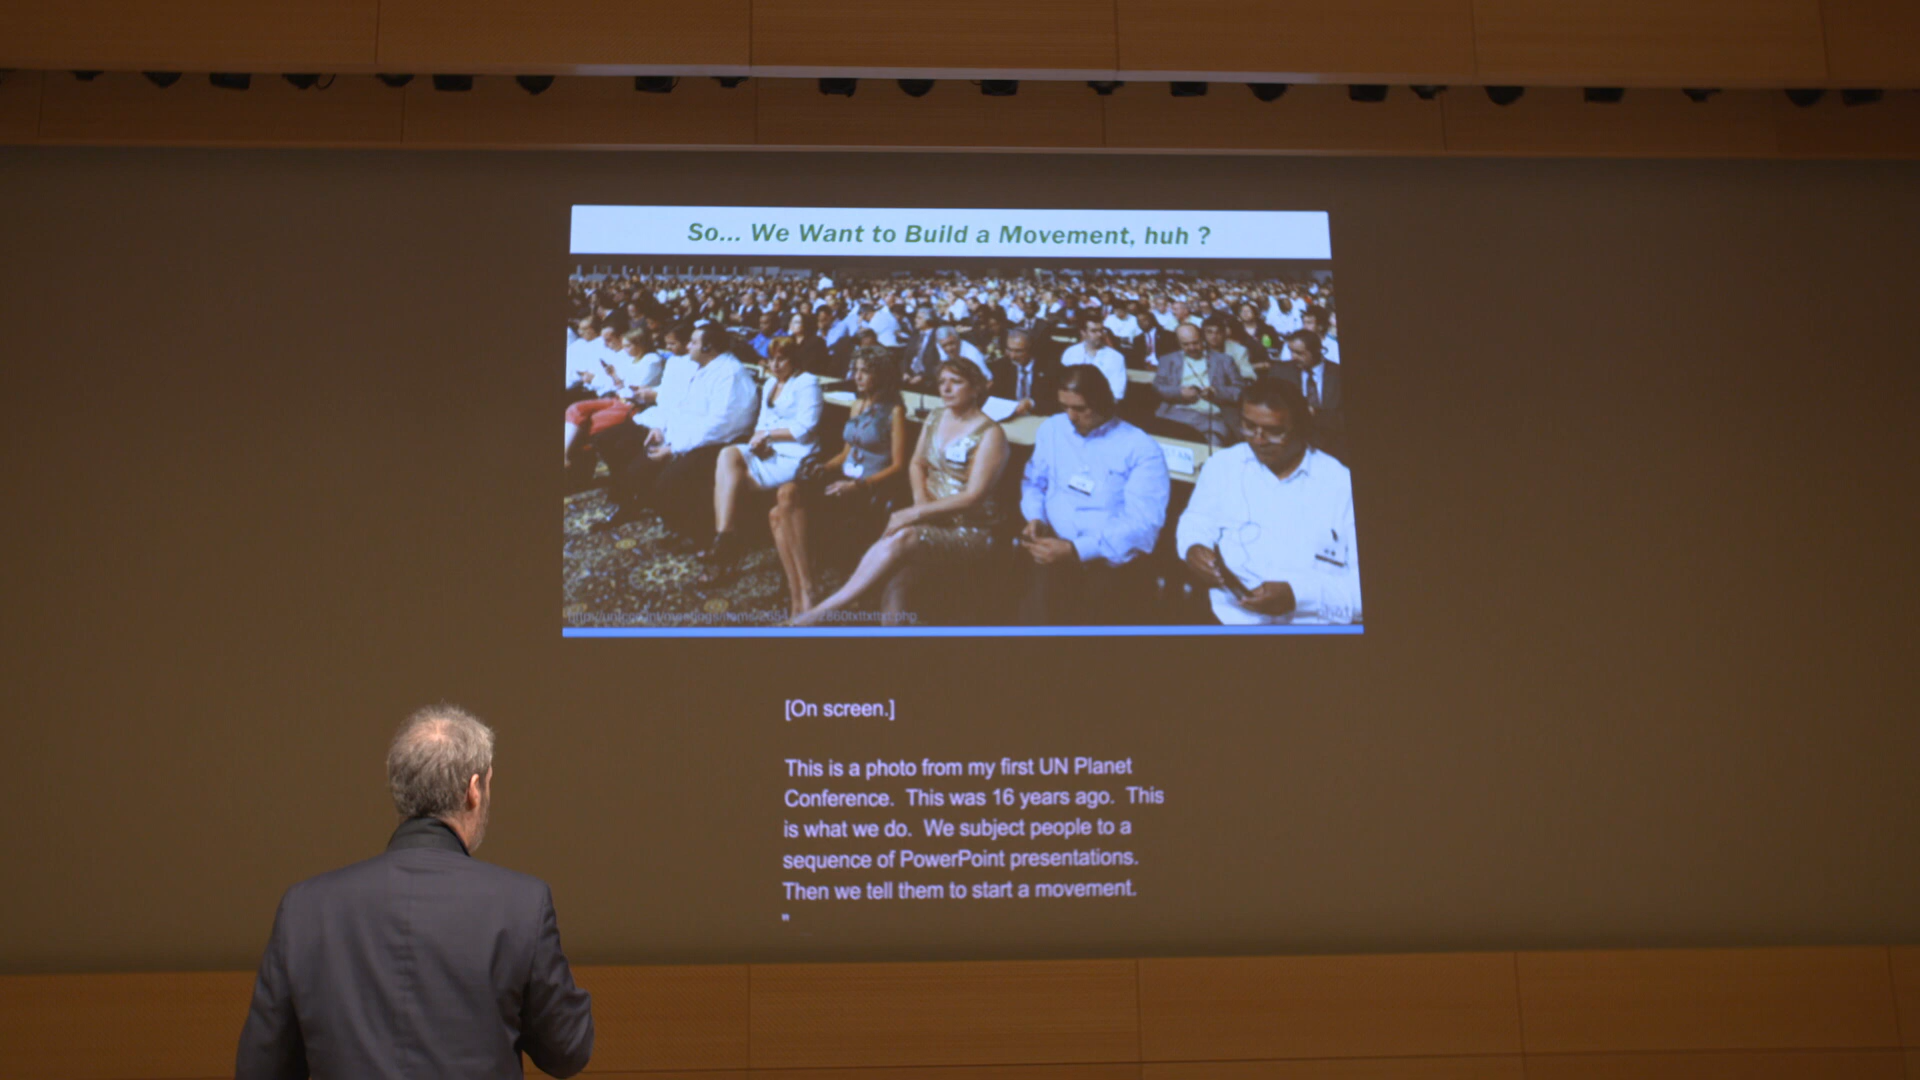 So... We Want to Build a Movement, huh ?
[On screen.]
This is a photo from my first UN Planet
Conference.  This was 16 years ago.  This
is what we do.  We subject people to a
sequence of PowerPoint presentations.
Then we tell them to start a movement.
"